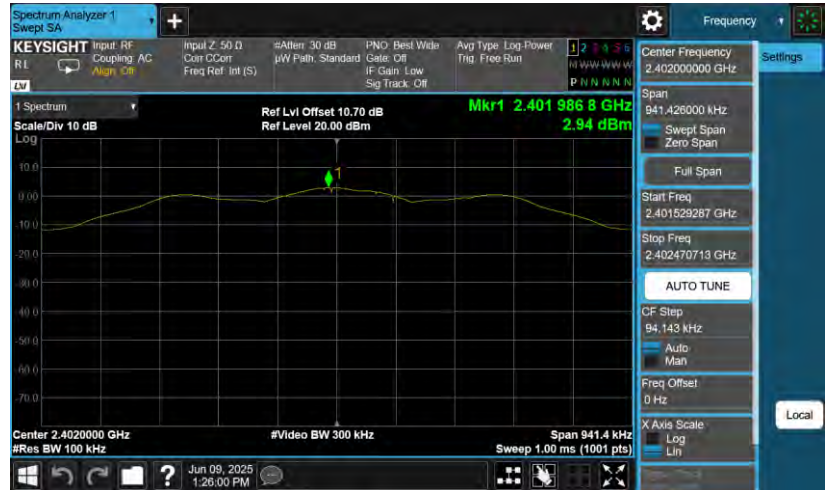 Spectrum Analyzer 1
Swept SA
Frequency
KEYSIGHT
RL
Input: RF
Coupling: AC
Align: Off
Input Z: 50 Ω
Corr CCorr
Freq Ref: Int (S)
#Atten: 30 dB
µW Path: Standard
PNO: Best Wide
Gate: Off
IF Gain: Low
Sig Track: Off
Avg Type: Log-Power
Trig: Free Run
1 2 3 4 5 6
M W W W W W
P N N N N N
LM
1 Spectrum
Scale/Div 10 dB
Ref Lvl Offset 10.70 dB
Ref Level 20.00 dBm
Mkr1 2.401 986 8 GHz
2.94 dBm
Log
10.0
0.00
-10.0
-20.0
-30.0
-40.0
-50.0
-60.0
-70.0
1
Center 2.4020000 GHz
#Res BW 100 kHz
#Video BW 300 kHz
Span 941.4 kHz
Sweep 1.00 ms (1001 pts)
Jun 09, 2025
1:26:00 PM
Center Frequency
2.402000000 GHz
Settings
Span
941.426000 kHz
Swept Span
Zero Span
Full Span
Start Freq
2.401529287 GHz
Stop Freq
2.402470713 GHz
AUTO TUNE
CF Step
94.143 kHz
Auto
Man
Freq Offset
0 Hz
X Axis Scale
Log
Lin
Local